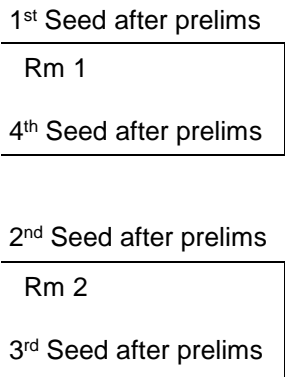 1st Seed after prelims
Rm 1
4th Seed after prelims
2nd Seed after prelims
Rm 2
3rd Seed after prelims